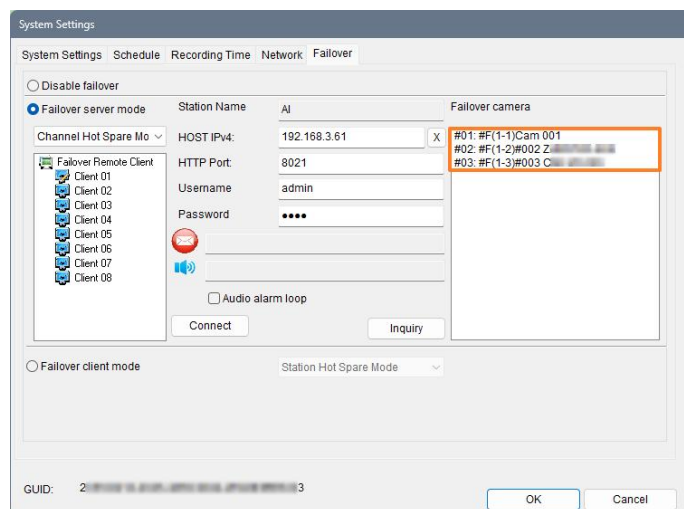 System Settings
System Settings Schedule Recording Time Network Failover
Disable failover
Failover server mode
Station Name
AI
Failover camera
Channel Hot Spare Mo
HOST IPv4:
192.168.3.61
X
#01: #F(1-1)Cam 001
#02: #F(1-2)#002 Z
#03: #F(1-3)#003 C
Failover Remote Client
Client 01
Client 02
Client 03
Client 04
Client 05
Client 06
Client 07
Client 08
HTTP Port:
8021
Username
admin
Password
••••
Audio alarm loop
Connect
Inquiry
Failover client mode
Station Hot Spare Mode
GUID: 2
3
OK
Cancel